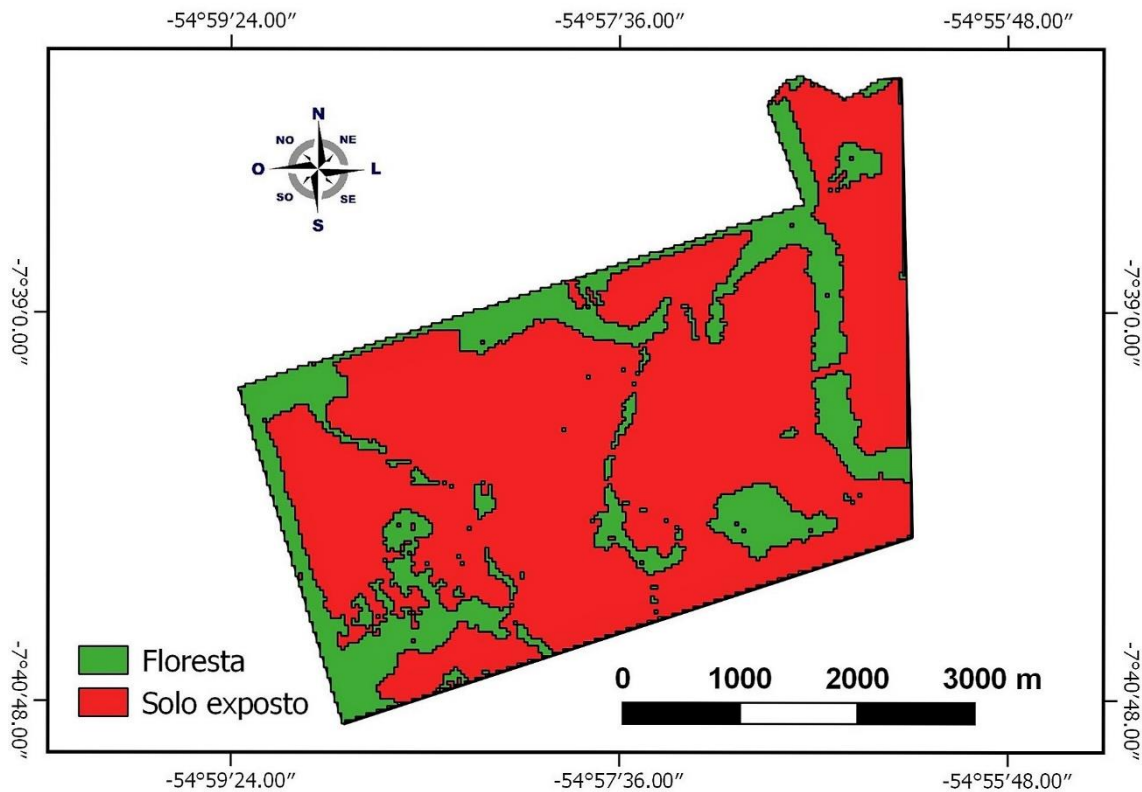 -54°59′24.00″ -54°57′36.00″ -54°55′48.00″
N
NO NE
O L
SO SE
S
-7°39′0.00″ -7°39′0.00″
Floresta
Solo exposto
0 1000 2000 3000 m
-7°40′48.00″ -7°40′48.00″
-54°59′24.00″ -54°57′36.00″ -54°55′48.00″